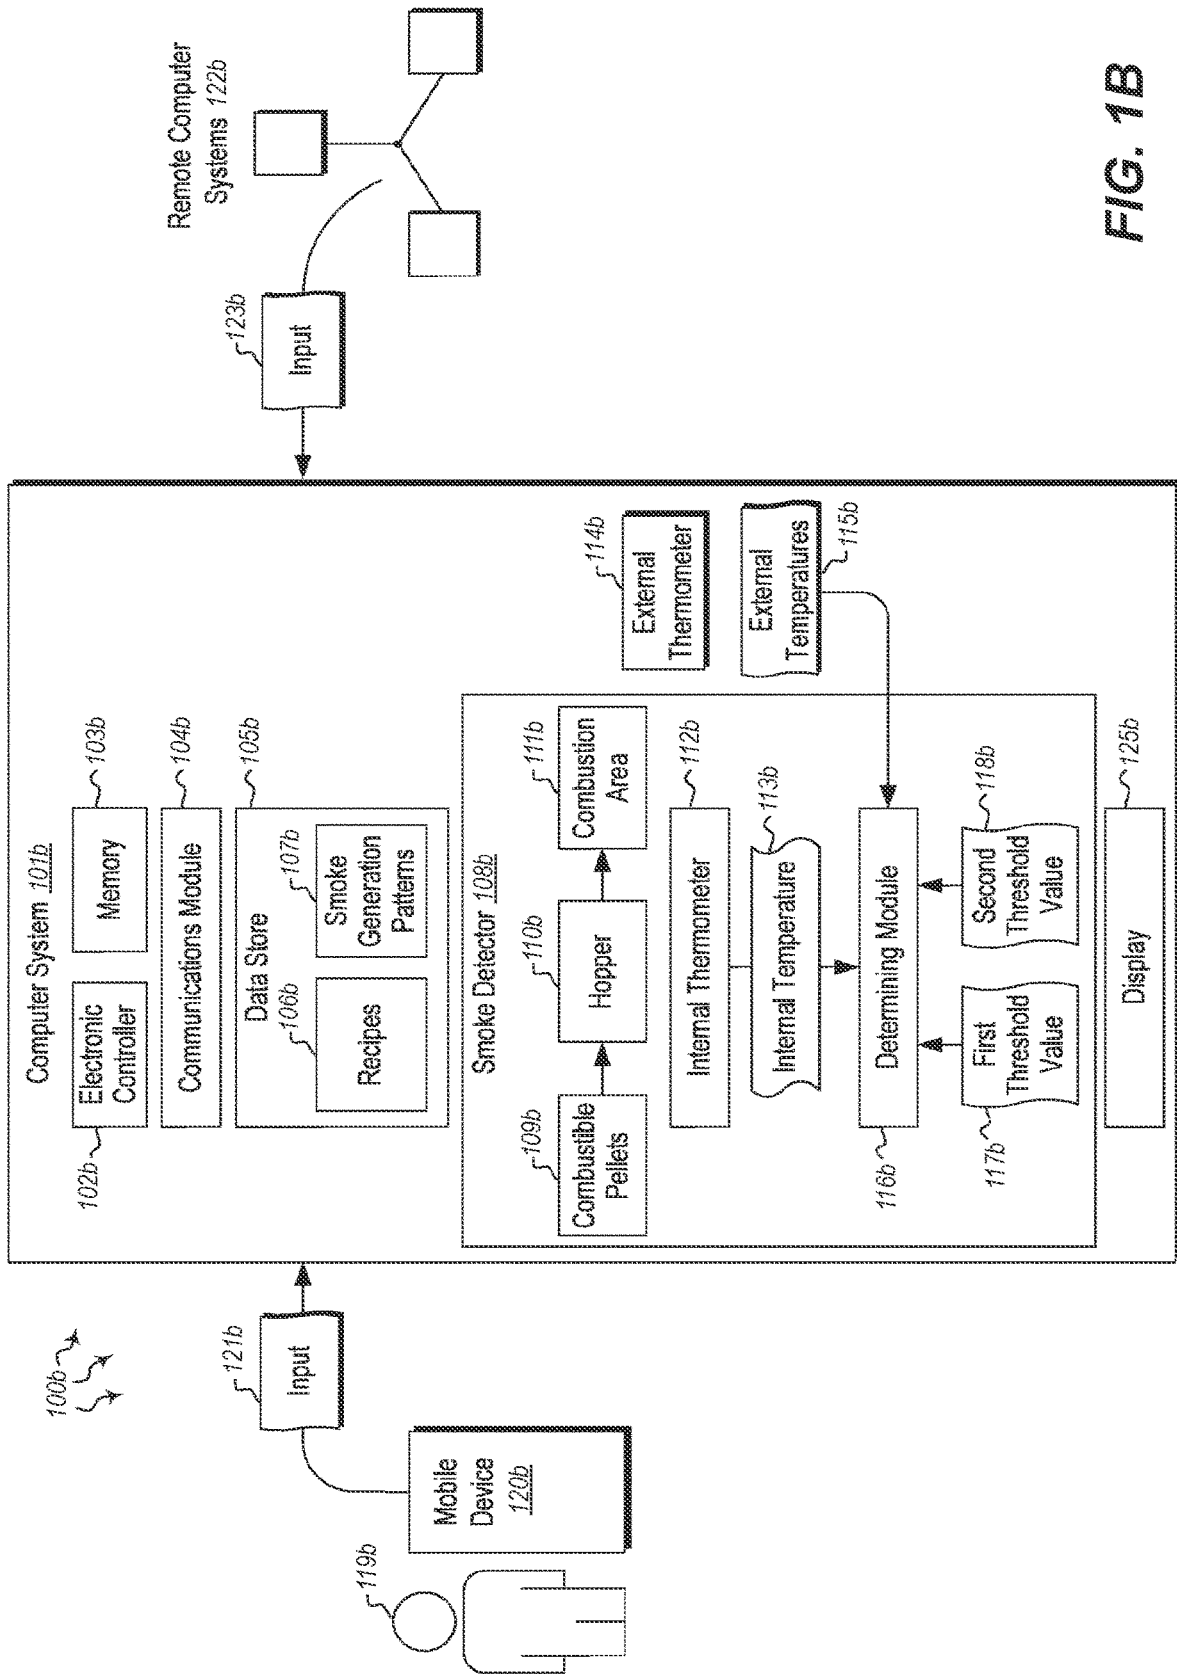 100b
Computer System 101b
102b
Electronic
Controller
103b
Memory
104b
Communications Module
105b
Data Store
106b
Recipes
107b
Smoke
Generation
Patterns
Smoke Detector 108b
109b
Combustible
Pellets
110b
Hopper
111b
Combustion
Area
112b
Internal Thermometer
113b
Internal Temperature
114b
External
Thermometer
External
Temperatures
115b
Determining Module
116b
First
Threshold
Value
117b
118b
Second
Threshold
Value
125b
Display
119b
Mobile
Device
120b
121b
Input
Remote Computer
Systems 122b
123b
Input
FIG. 1B